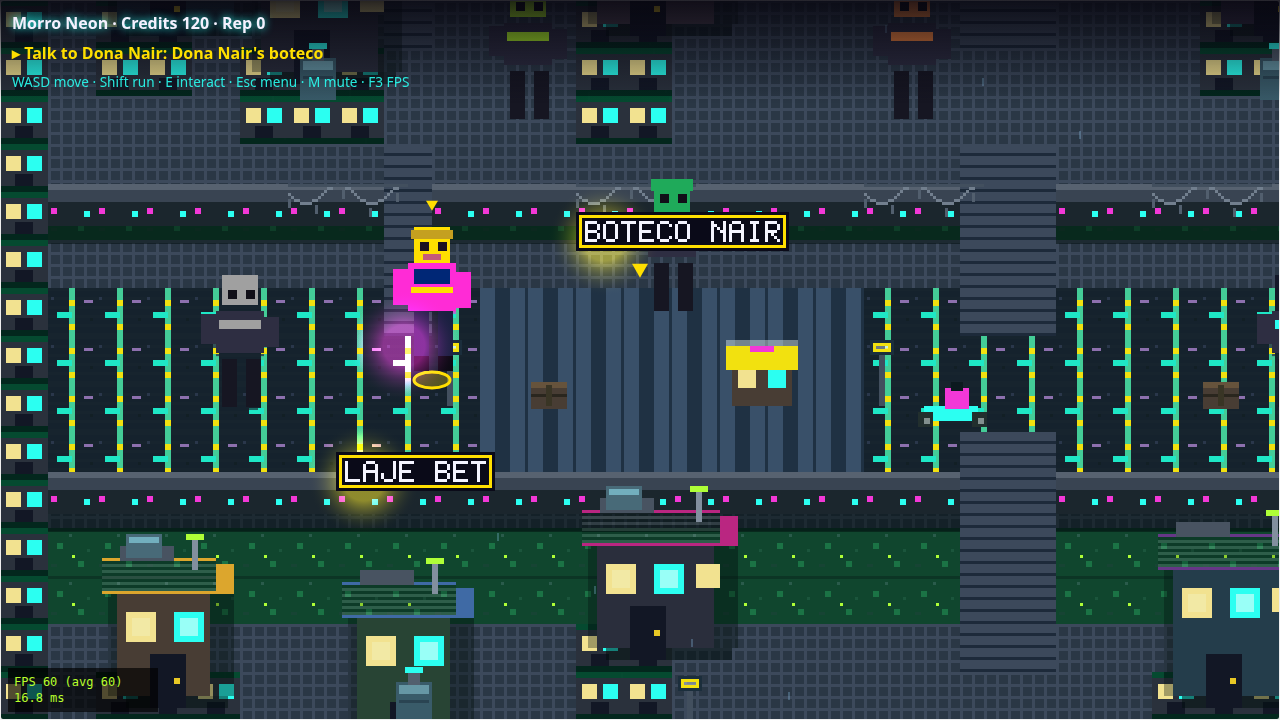 Morro Neon · Credits 120 · Rep 0
▸ Talk to Dona Nair: Dona Nair's boteco
WASD move · Shift run · E interact · Esc menu · M mute · F3 FPS
BOTECO NAIR
LAJE BET
FPS 60 (avg 60)
16.8 ms